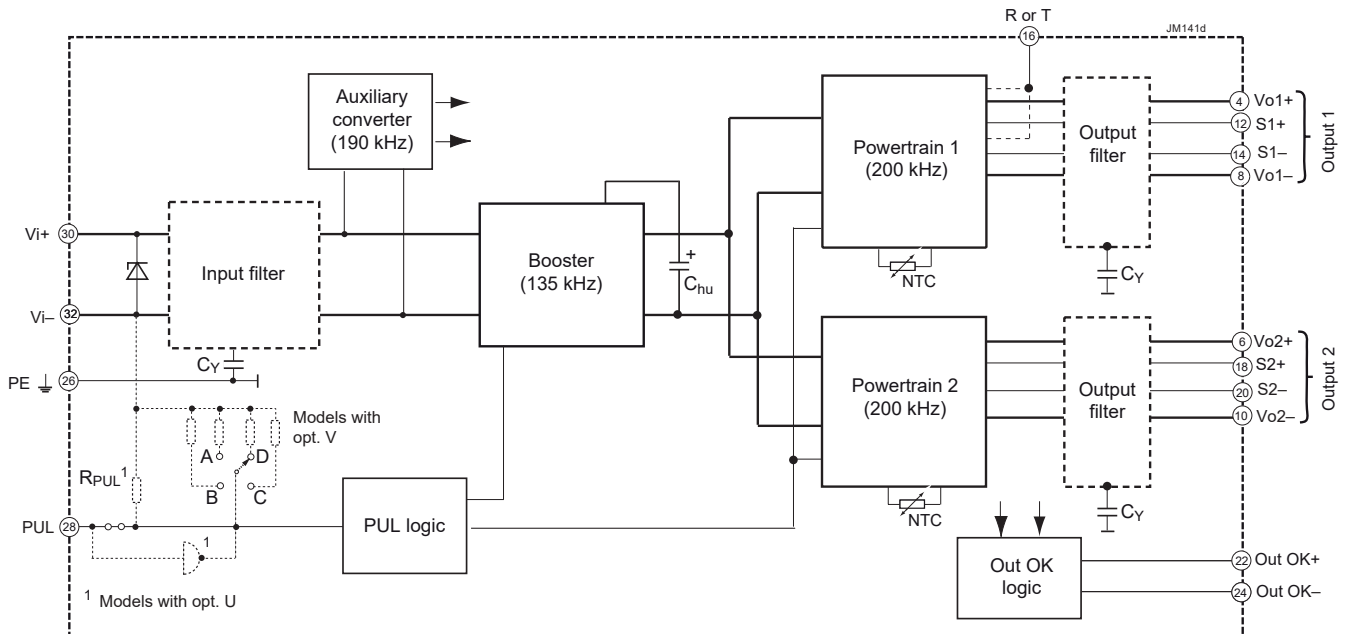 R or T
16
JM141d
Auxiliary
converter
(190 kHz)
Powertrain 1
(200 kHz)
Output
filter
4 Vo1+
12 S1+
14 S1–
8 Vo1–
Output 1
Vi+ 30
Input filter
Booster
(135 kHz)
+
Chu
NTC
CY
Vi– 32
CY
PE 26
Powertrain 2
(200 kHz)
Output
filter
6 Vo2+
18 S2+
20 S2–
10 Vo2–
Output 2
Models with
opt. V
A
D
B
C
RPUL1
PUL 28
PUL logic
NTC
CY
1
1 Models with opt. U
Out OK
logic
22 Out OK+
24 Out OK–